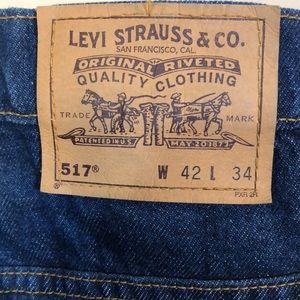 LEVI STRAUSS & CO.
SAN FRANCISCO, CAL.
ORIGINAL RIVETED
QUALITY CLOTHING
TRADE MARK
PATENTED IN U.S. MAY 20 1873
517® W 42 L 34
®